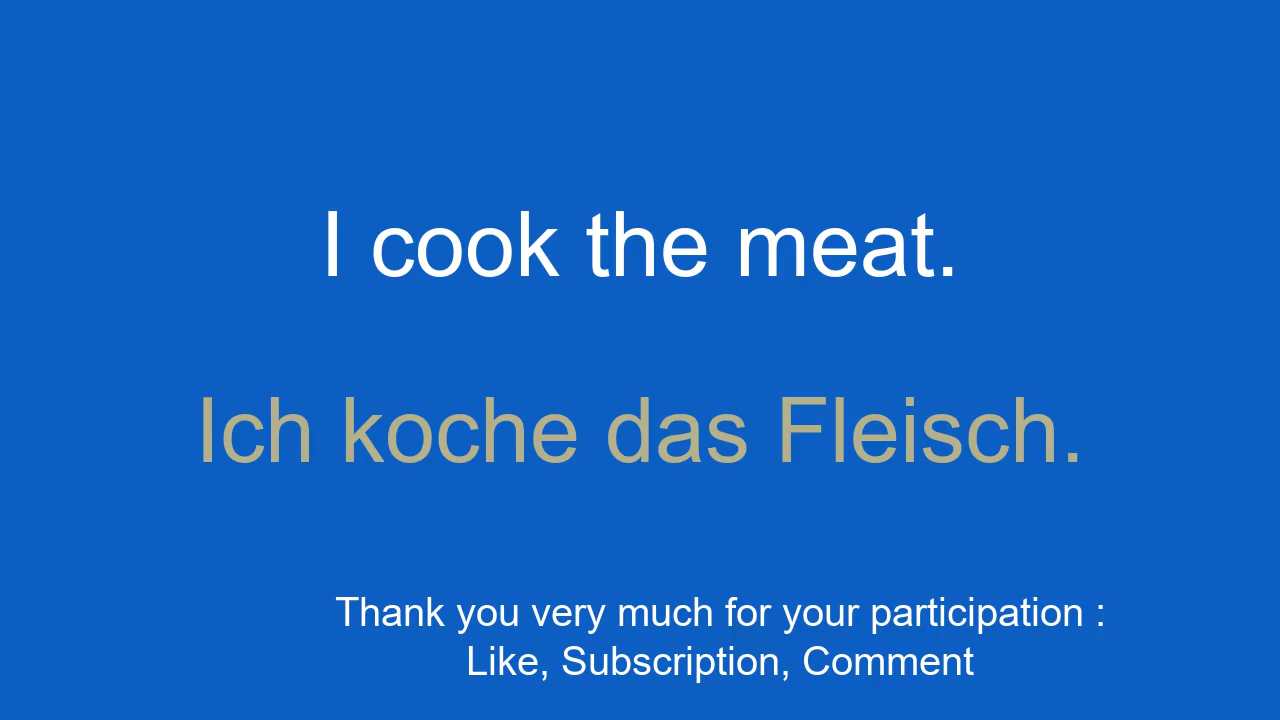 I cook the meat.
Ich koche das Fleisch.
Thank you very much for your participation :
Like, Subscription, Comment